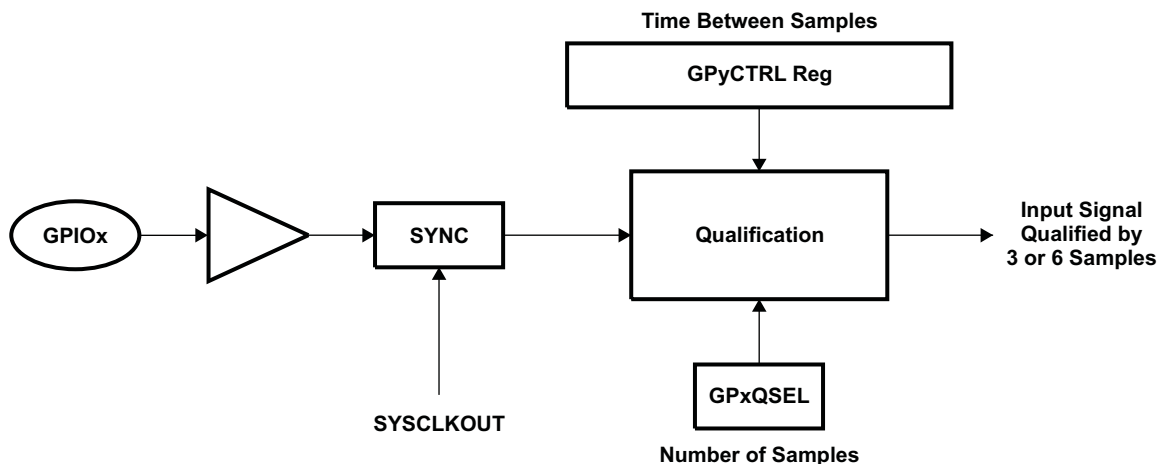 Time Between Samples
GPyCTRL Reg
GPIOx
SYNC
Qualification
Input Signal
Qualified by
3 or 6 Samples
SYSCLKOUT
GPxQSEL
Number of Samples